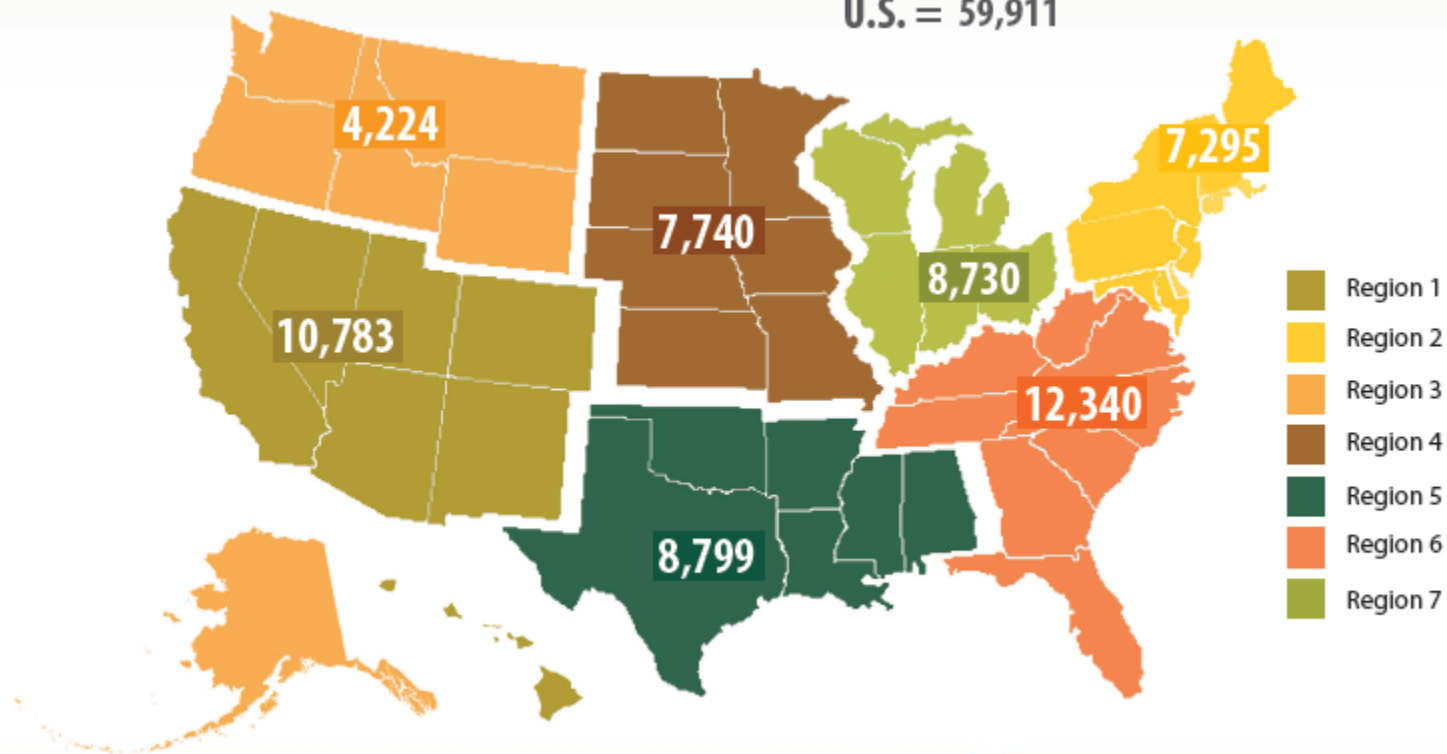 U.S. = 59,911
4,224
7,295
7,740
8,730
10,783
12,340
8,799
Region 1
Region 2
Region 3
Region 4
Region 5
Region 6
Region 7